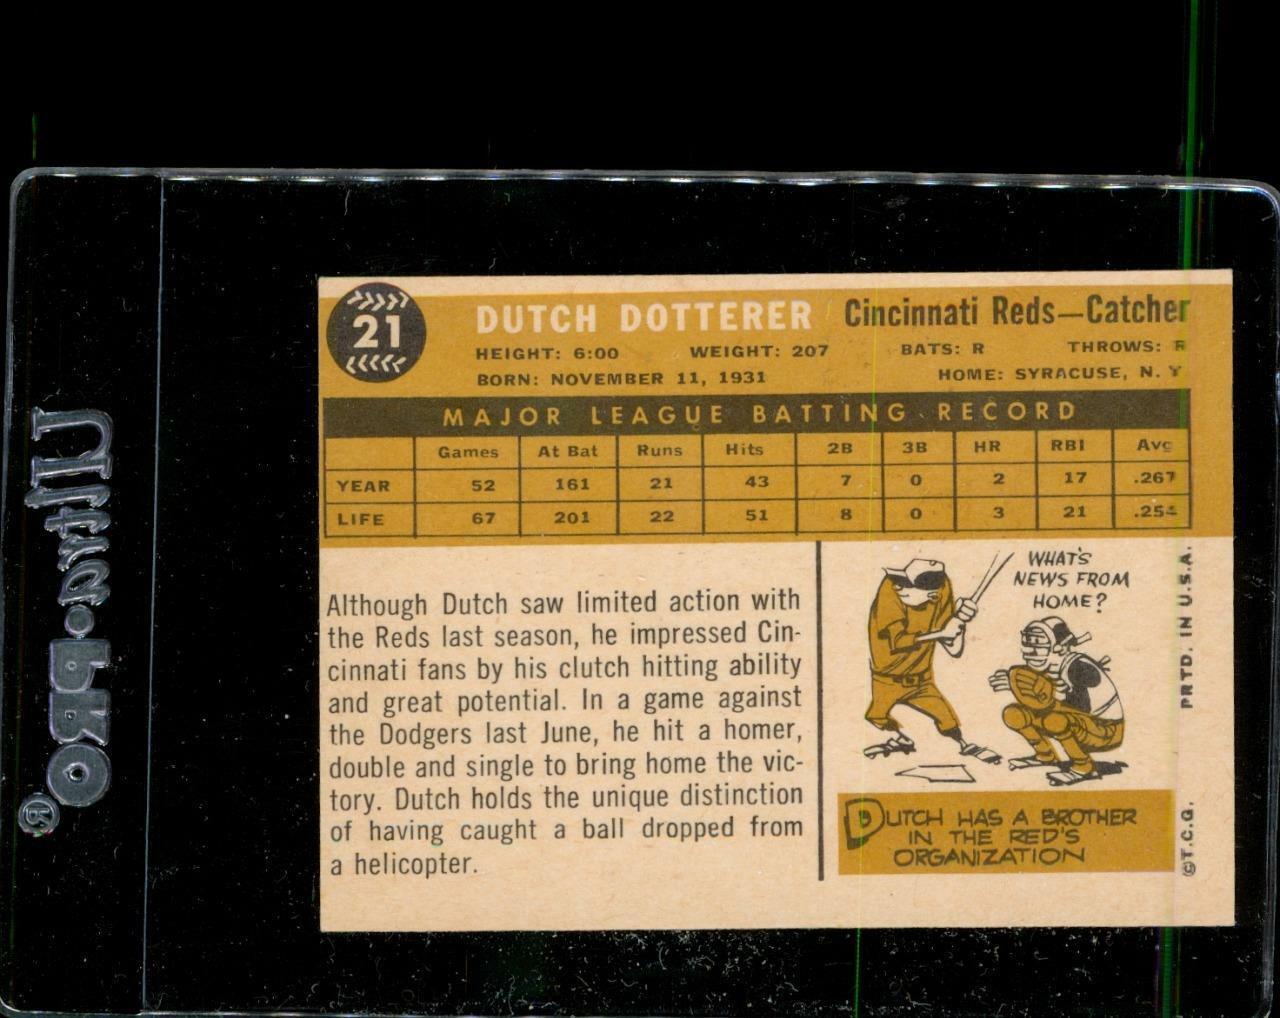 21
DUTCH DOTTERER Cincinnati Reds—Catcher
HEIGHT: 6:00 WEIGHT: 207 BATS: R THROWS: R
BORN: NOVEMBER 11, 1931 HOME: SYRACUSE, N. Y
MAJOR LEAGUE BATTING RECORD
Games At Bat Runs Hits 2B 3B HR RBI Avg
YEAR 52 161 21 43 7 0 2 17 .267
LIFE 67 201 22 51 8 0 3 21 .254
Although Dutch saw limited action with
the Reds last season, he impressed Cin-
cinnati fans by his clutch hitting ability
and great potential. In a game against
the Dodgers last June, he hit a homer,
double and single to bring home the vic-
tory. Dutch holds the unique distinction
of having caught a ball dropped from
a helicopter.
WHAT'S
NEWS FROM
HOME?
DUTCH HAS A BROTHER
IN THE RED'S
ORGANIZATION
©T.C.G. PRTD. IN U.S.A.
ultra•PRO®